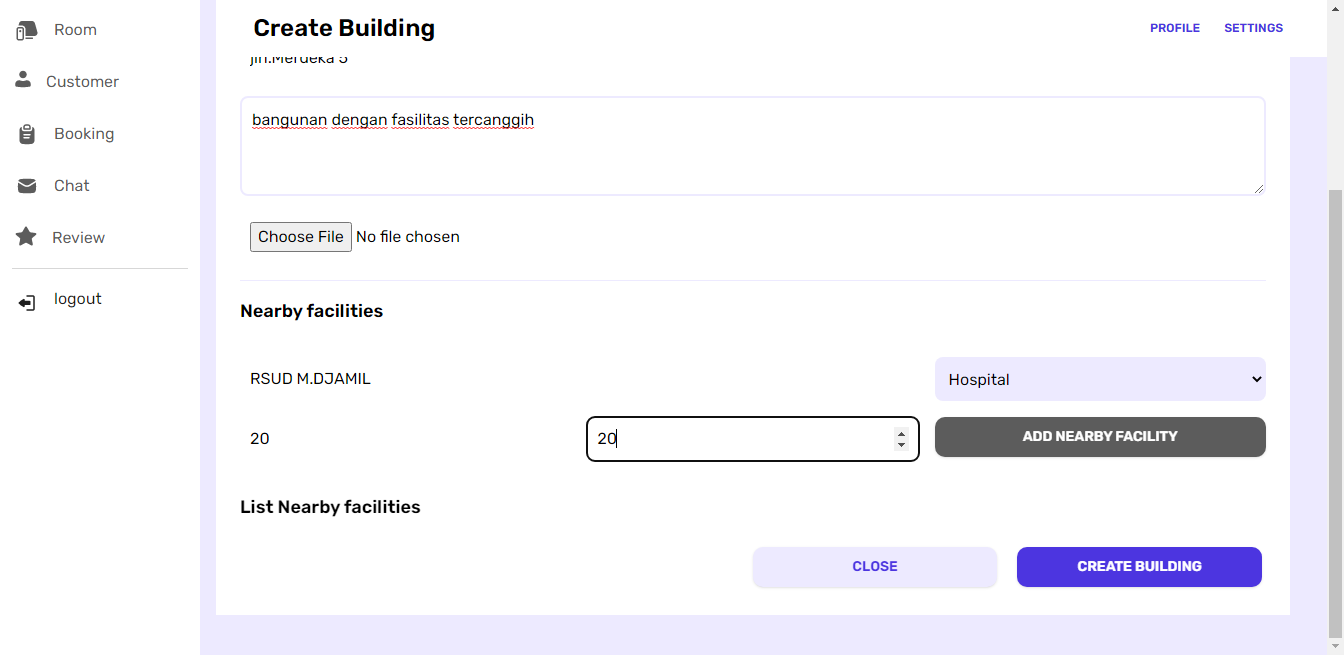 Room
Customer
Booking
Chat
Review
logout
Create Building
PROFILE
SETTINGS
jln.Merdeka 5
bangunan dengan fasilitas tercanggih
Choose File No file chosen
Nearby facilities
RSUD M.DJAMIL
Hospital
20
20
ADD NEARBY FACILITY
List Nearby facilities
CLOSE
CREATE BUILDING